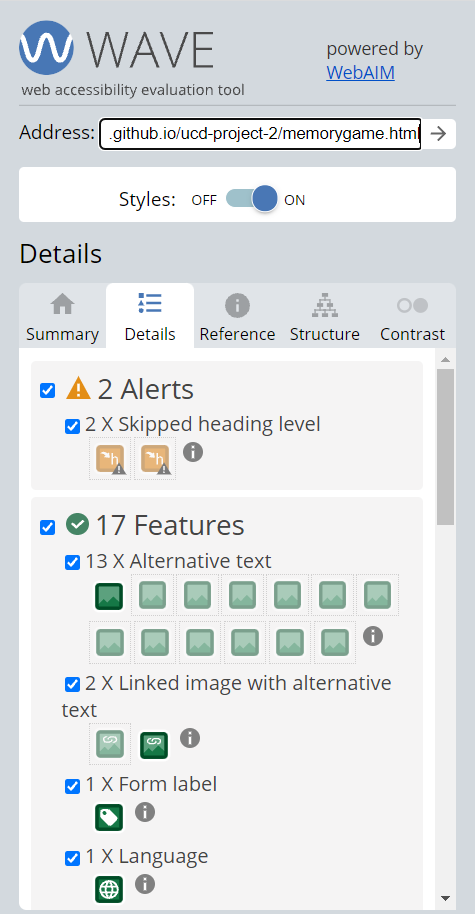 WAVE
web accessibility evaluation tool
powered by
WebAIM
Address: .github.io/ucd-project-2/memorygame.html
Styles: OFF ON
Details
Summary Details Reference Structure Contrast
2 Alerts
2 X Skipped heading level
h h
17 Features
13 X Alternative text
2 X Linked image with alternative
text
1 X Form label
1 X Language